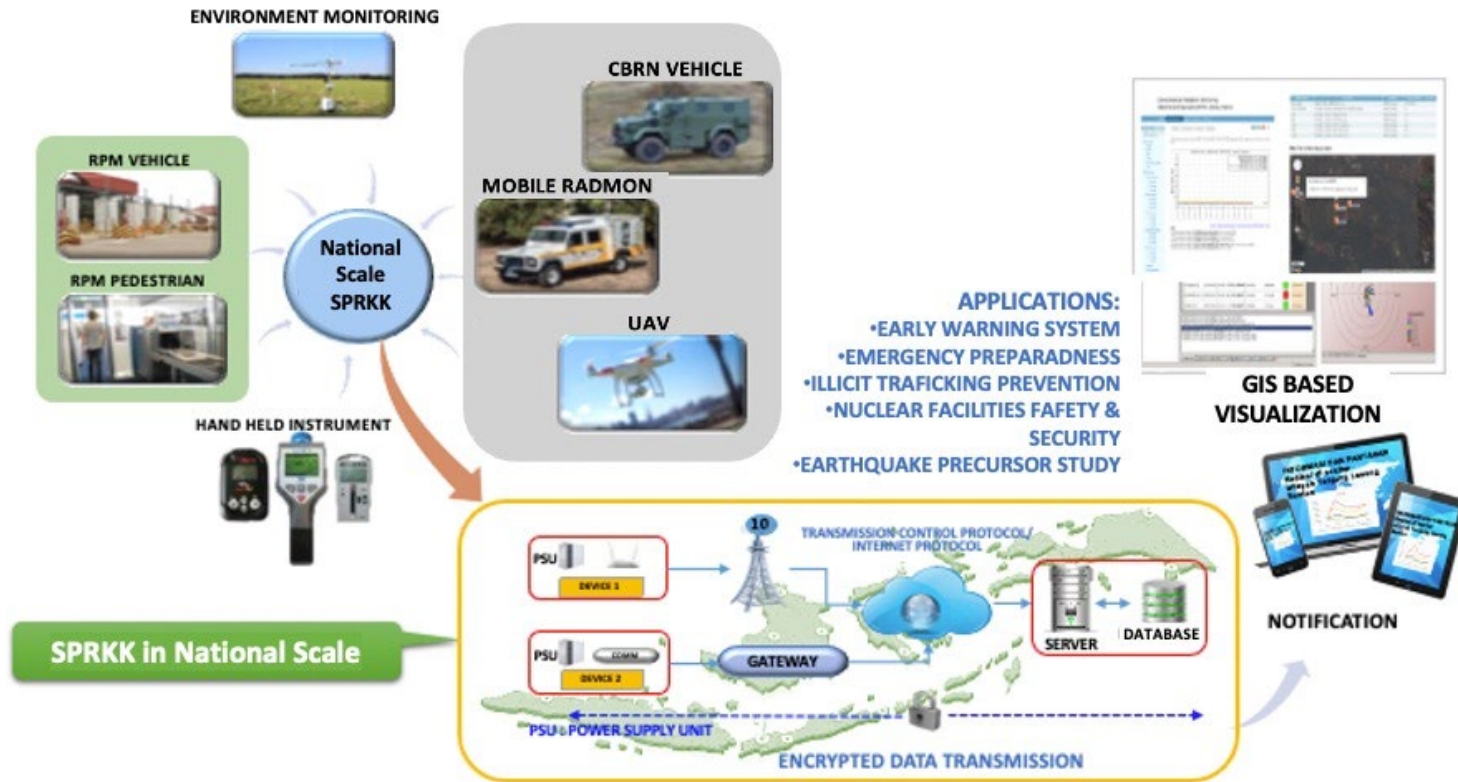 ENVIRONMENT MONITORING
CBRN VEHICLE
RPM VEHICLE
MOBILE RADMON
RPM PEDESTRIAN
National
Scale
SPRKK
UAV
HAND HELD INSTRUMENT
APPLICATIONS:
•EARLY WARNING SYSTEM
•EMERGENCY PREPARADNESS
•ILLICIT TRAFICKING PREVENTION
•NUCLEAR FACILITIES FAFETY &
SECURITY
•EARTHQUAKE PRECURSOR STUDY
GIS BASED
VISUALIZATION
NOTIFICATION
SPRKK in National Scale
10
TRANSMISSION CONTROL PROTOCOL/
INTERNET PROTOCOL
PSU
DEVICE 1
PSU
COMM
DEVICE 2
GATEWAY
SERVER
DATABASE
PSU : POWER SUPPLY UNIT
ENCRYPTED DATA TRANSMISSION